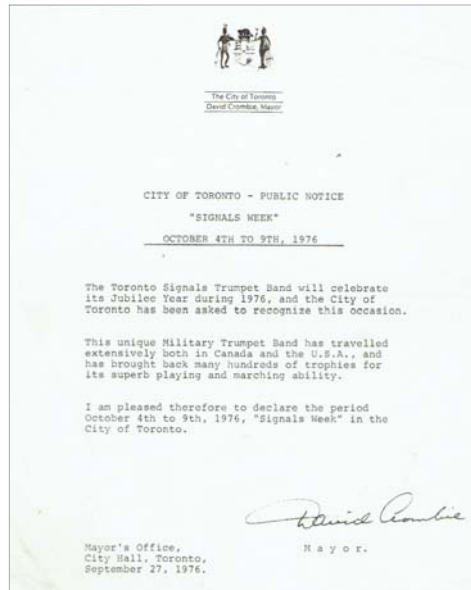 The City of Toronto
David Crombie, Mayor
CITY OF TORONTO - PUBLIC NOTICE
"SIGNALS WEEK"
OCTOBER 4TH TO 9TH, 1976
The Toronto Signals Trumpet Band will celebrate
its Jubilee Year during 1976, and the City of
Toronto has been asked to recognize this occasion.
This unique Military Trumpet Band has travelled
extensively both in Canada and the U.S.A., and
has brought back many hundreds of trophies for
its superb playing and marching ability.
I am pleased therefore to declare the period
October 4th to 9th, 1976, "Signals Week" in the
City of Toronto.
David Crombie
Mayor's Office, Mayor.
City Hall, Toronto,
September 27, 1976.